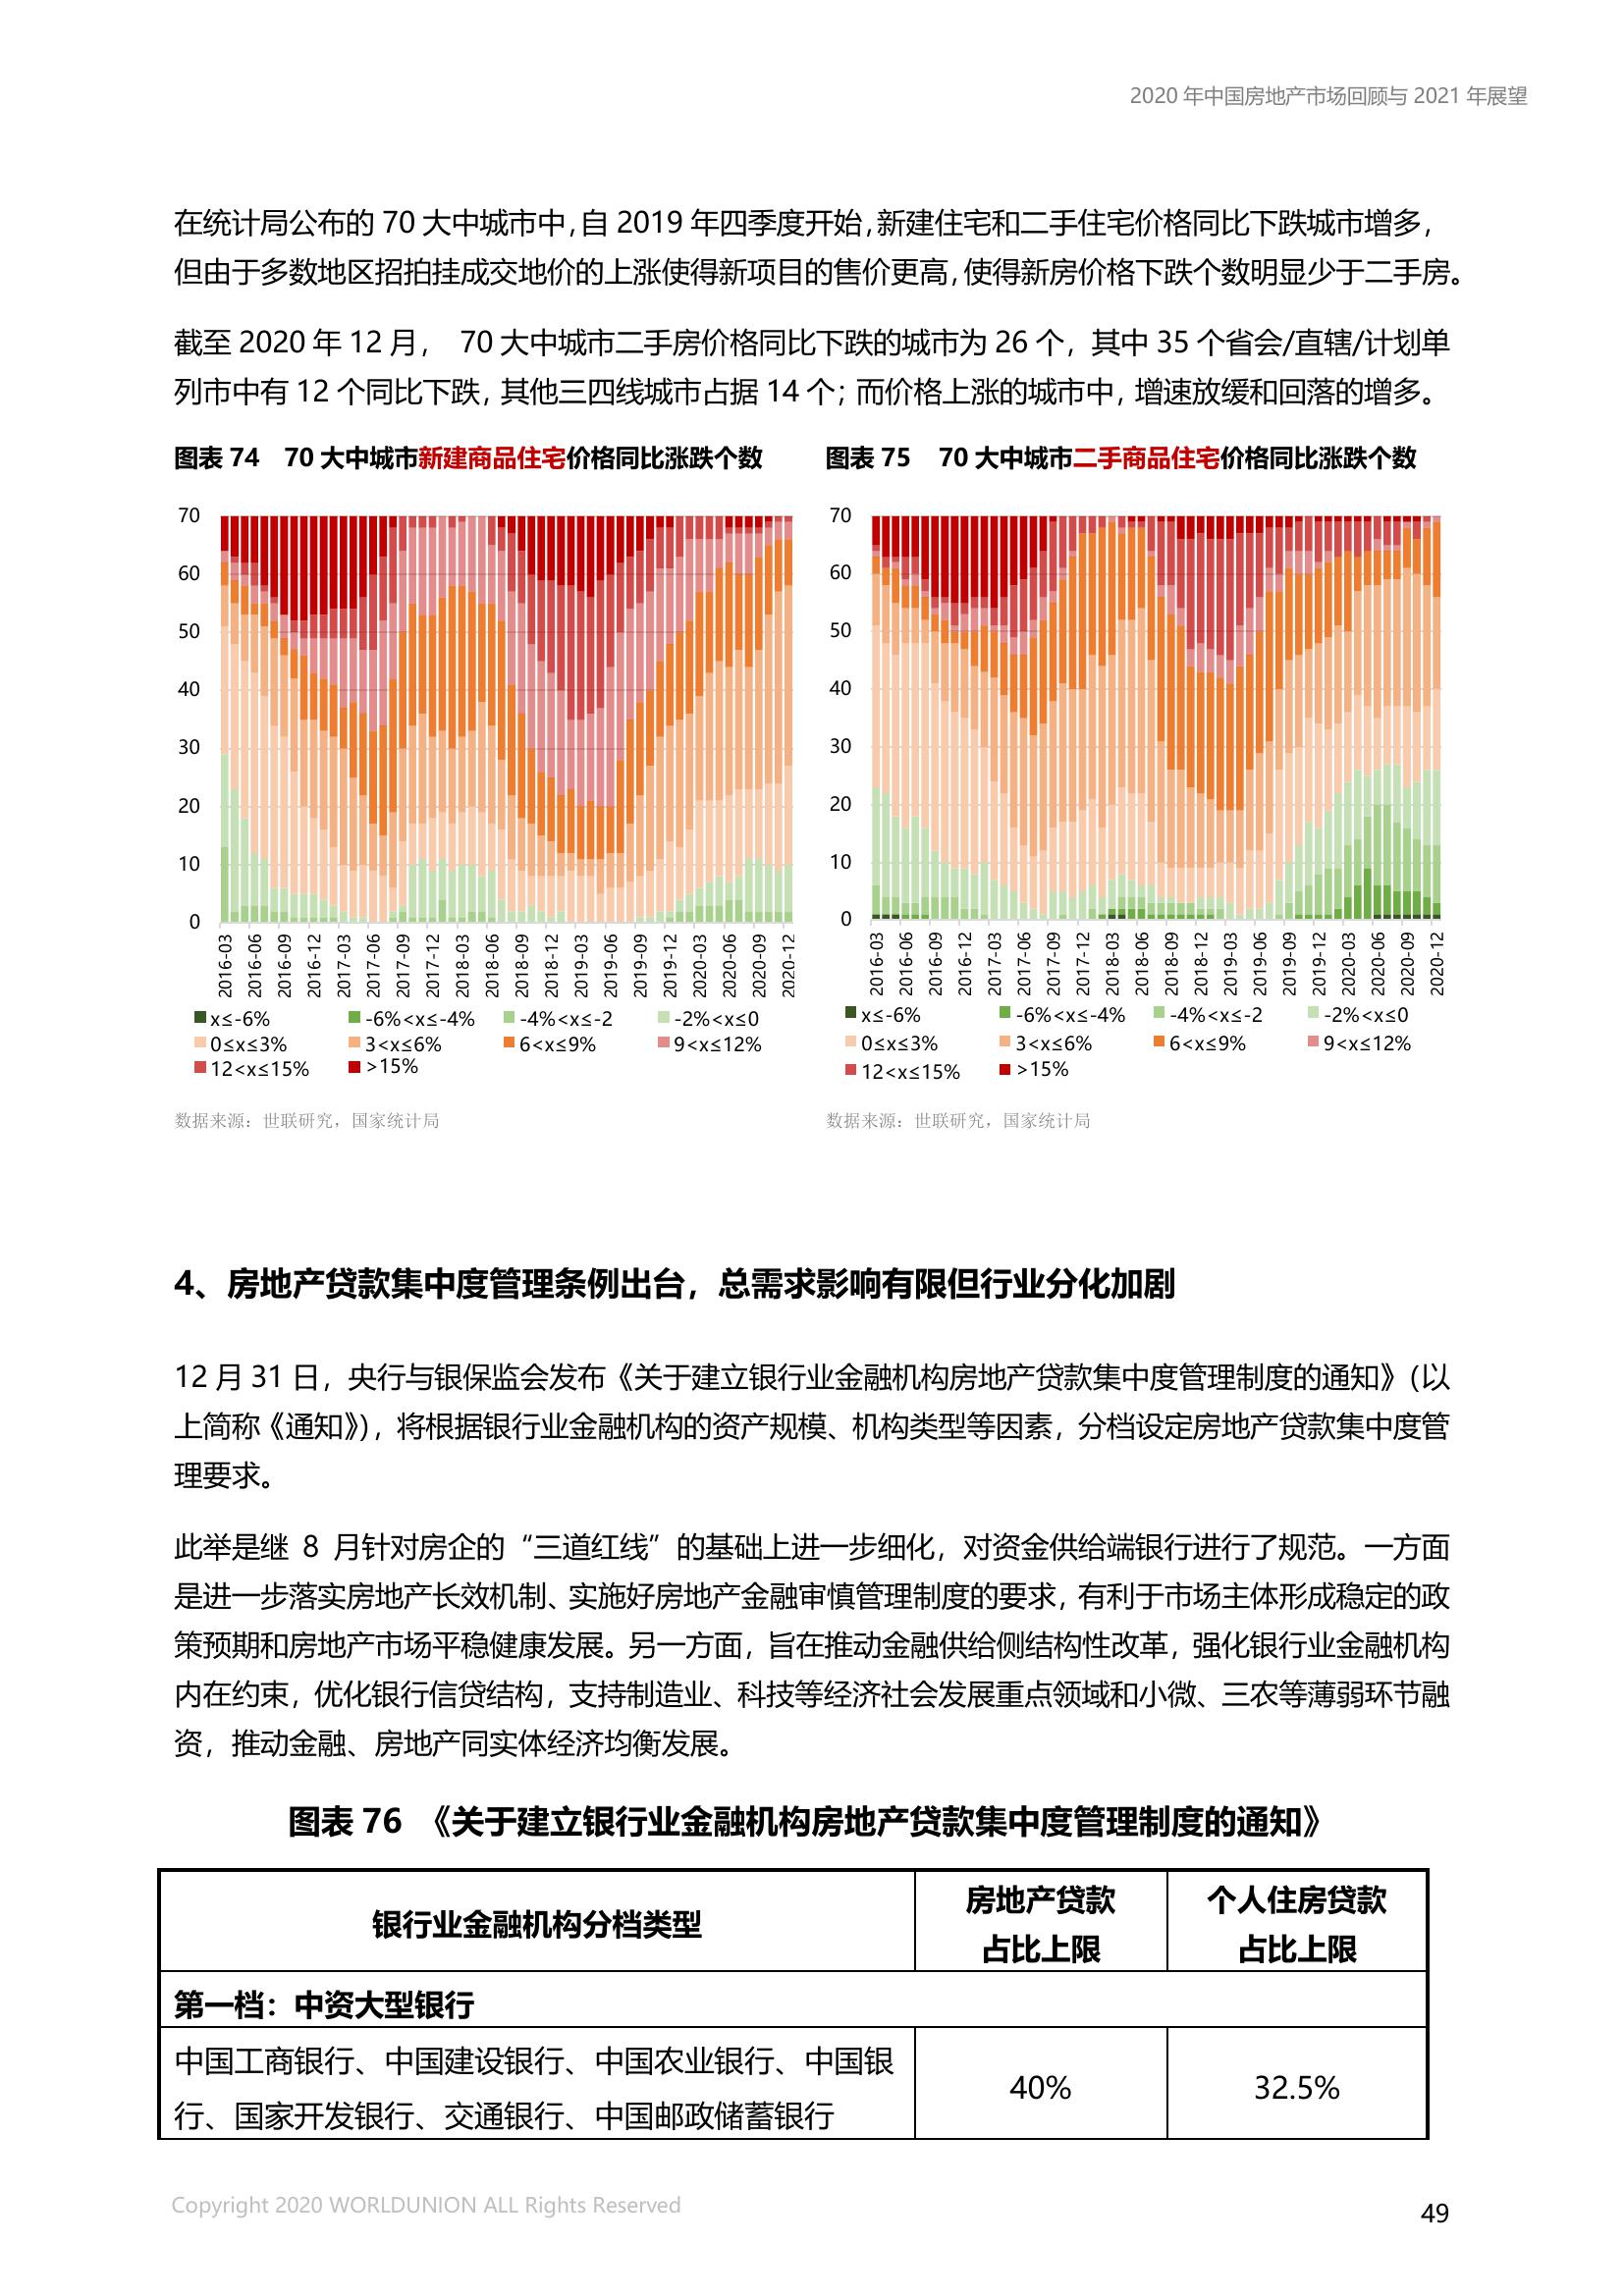 2020 年中国房地产市场回顾与 2021 年展望
在统计局公布的 70 大中城市中，自 2019 年四季度开始，新建住宅和二手住宅价格同比下跌城市增多，
但由于多数地区招拍挂成交地价的上涨使得新项目的售价更高，使得新房价格下跌个数明显少于二手房。
截至 2020 年 12 月， 70 大中城市二手房价格同比下跌的城市为 26 个，其中 35 个省会/直辖/计划单
列市中有 12 个同比下跌，其他三四线城市占据 14 个；而价格上涨的城市中，增速放缓和回落的增多。
图表 74 70 大中城市新建商品住宅价格同比涨跌个数
70
60
50
40
30
20
10
0
2016-03
2016-06
2016-09
2016-12
2017-03
2017-06
2017-09
2017-12
2018-03
2018-06
2018-09
2018-12
2019-03
2019-06
2019-09
2019-12
2020-03
2020-06
2020-09
2020-12
x≤-6% -6%<x≤-4% -4%<x≤-2 -2%<x≤0
0≤x≤3% 3<x≤6% 6<x≤9% 9<x≤12%
12<x≤15% >15%
数据来源：世联研究，国家统计局
图表 75 70 大中城市二手商品住宅价格同比涨跌个数
70
60
50
40
30
20
10
0
2016-03
2016-06
2016-09
2016-12
2017-03
2017-06
2017-09
2017-12
2018-03
2018-06
2018-09
2018-12
2019-03
2019-06
2019-09
2019-12
2020-03
2020-06
2020-09
2020-12
x≤-6% -6%<x≤-4% -4%<x≤-2 -2%<x≤0
0≤x≤3% 3<x≤6% 6<x≤9% 9<x≤12%
12<x≤15% >15%
数据来源：世联研究，国家统计局
4、房地产贷款集中度管理条例出台，总需求影响有限但行业分化加剧
12 月 31 日，央行与银保监会发布《关于建立银行业金融机构房地产贷款集中度管理制度的通知》（以
上简称《通知》），将根据银行业金融机构的资产规模、机构类型等因素，分档设定房地产贷款集中度管
理要求。
此举是继 8 月针对房企的“三道红线”的基础上进一步细化，对资金供给端银行进行了规范。一方面
是进一步落实房地产长效机制、实施好房地产金融审慎管理制度的要求，有利于市场主体形成稳定的政
策预期和房地产市场平稳健康发展。另一方面，旨在推动金融供给侧结构性改革，强化银行业金融机构
内在约束，优化银行信贷结构，支持制造业、科技等经济社会发展重点领域和小微、三农等薄弱环节融
资，推动金融、房地产同实体经济均衡发展。
图表 76 《关于建立银行业金融机构房地产贷款集中度管理制度的通知》
银行业金融机构分档类型
房地产贷款
占比上限
个人住房贷款
占比上限
第一档：中资大型银行
中国工商银行、中国建设银行、中国农业银行、中国银
行、国家开发银行、交通银行、中国邮政储蓄银行
40%
32.5%
Copyright 2020 WORLDUNION ALL Rights Reserved
49